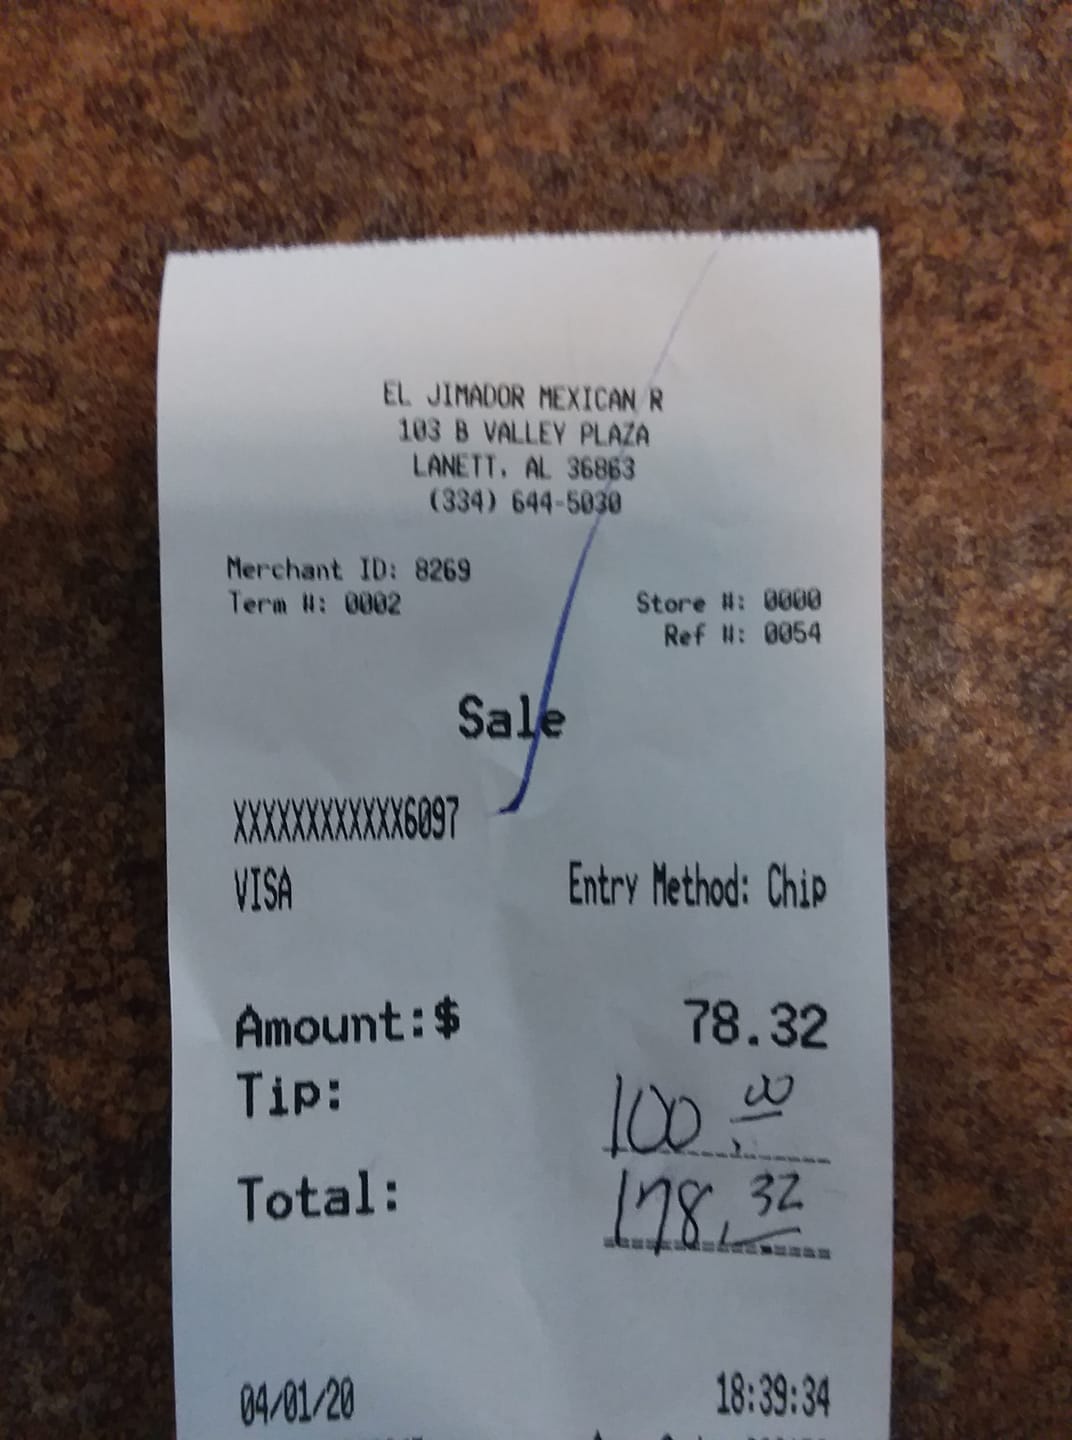 EL JIMADOR MEXICAN R
103 B VALLEY PLAZA
LANETT, AL 36863
(334) 644-5030
Merchant ID: 8269
Term #: 0002
Store #: 0000
Ref #: 0054
Sale
XXXXXXXXXXXX6097
VISA
Entry Method: Chip
Amount:$ 78.32
Tip: 100.00
Total: 178.32
04/01/20 18:39:34